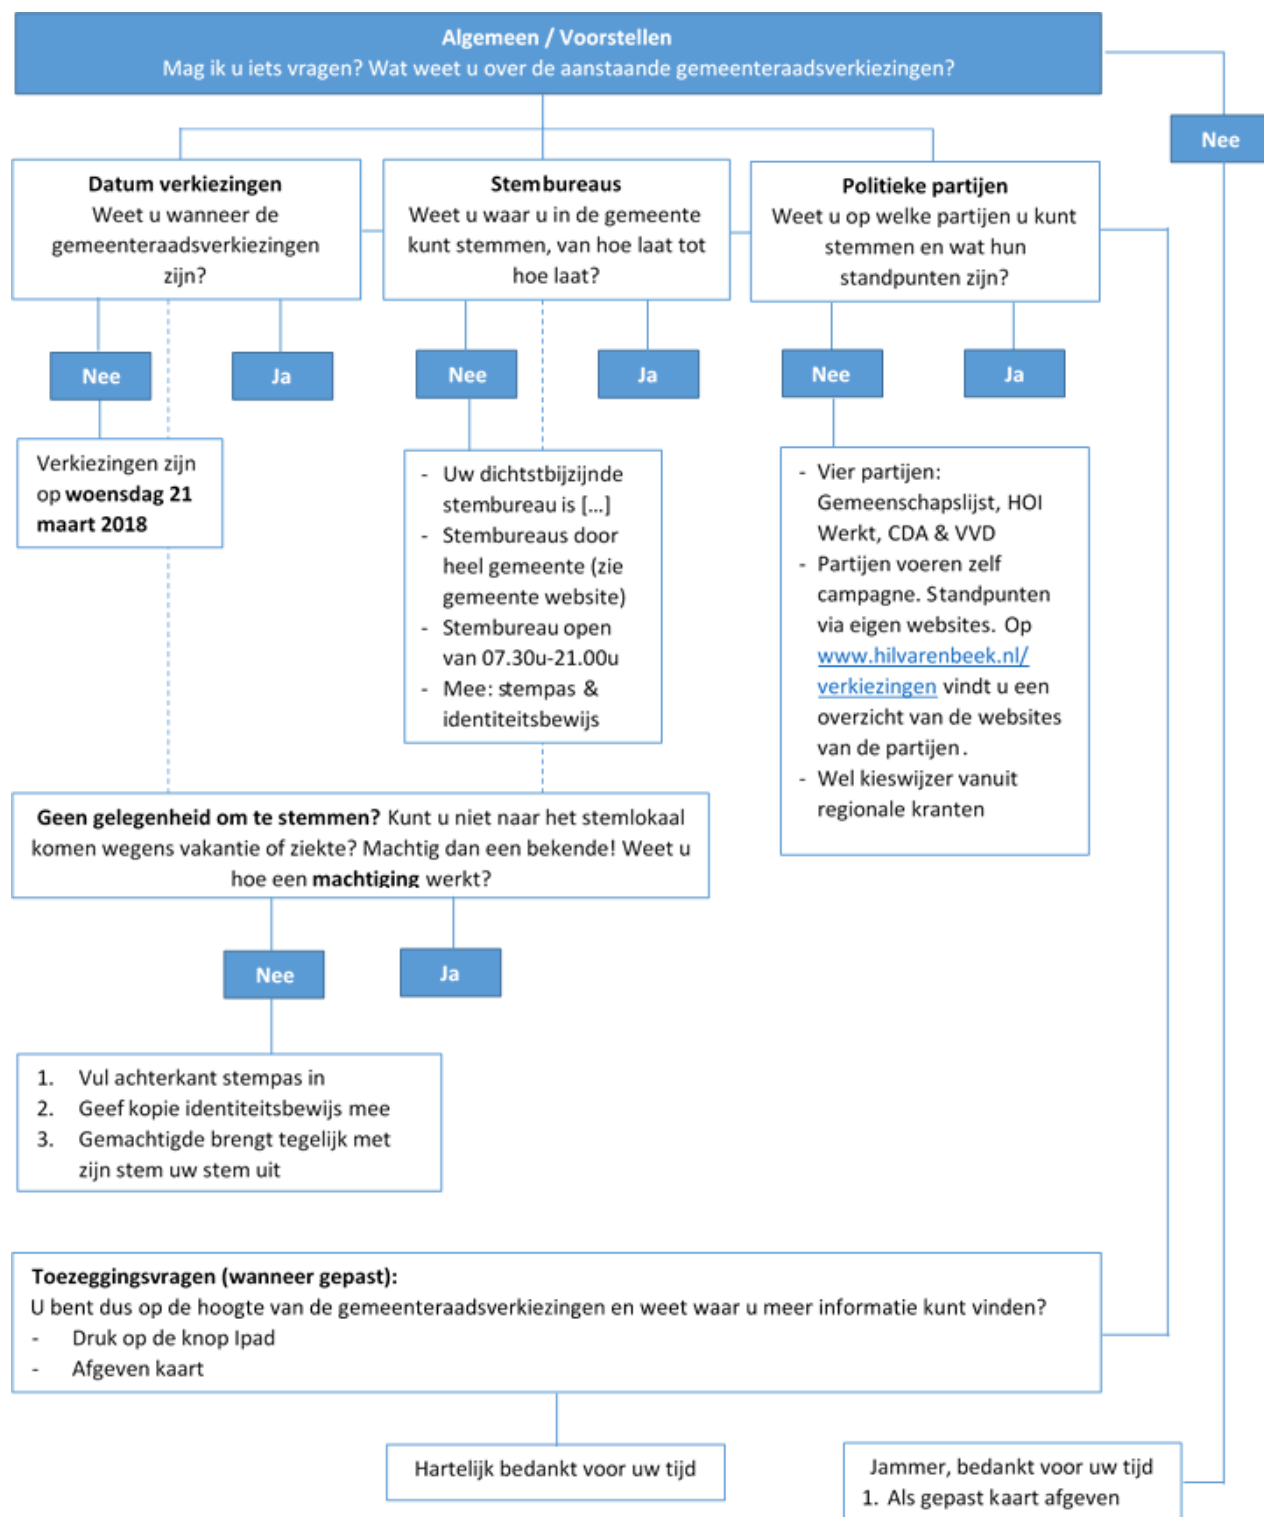 Algemeen / Voorstellen
Mag ik u iets vragen? Wat weet u over de aanstaande gemeenteraadsverkiezingen?
Nee
Datum verkiezingen
Weet u wanneer de
gemeenteraadsverkiezingen
zijn?
Stembureaus
Weet u waar u in de gemeente
kunt stemmen, van hoe laat tot
hoe laat?
Politieke partijen
Weet u op welke partijen u kunt
stemmen en wat hun
standpunten zijn?
Nee
Ja
Nee
Ja
Nee
Ja
Verkiezingen zijn
op woensdag 21
maart 2018
- Uw dichtstbijzijnde
stembureau is [...]
- Stembureaus door
heel gemeente (zie
gemeente website)
- Stembureau open
van 07.30u-21.00u
- Mee: stempas &
identiteitsbewijs
- Vier partijen:
Gemeenschapslijst, HOI
Werkt, CDA & VVD
- Partijen voeren zelf
campagne. Standpunten
via eigen websites. Op
www.hilvarenbeek.nl/
verkiezingen vindt u een
overzicht van de websites
van de partijen.
- Wel kieswijzer vanuit
regionale kranten
Geen gelegenheid om te stemmen? Kunt u niet naar het stemlokaal
komen wegens vakantie of ziekte? Machtig dan een bekende! Weet u
hoe een machtiging werkt?
Nee
Ja
1. Vul achterkant stempas in
2. Geef kopie identiteitsbewijs mee
3. Gemachtigde brengt tegelijk met
zijn stem uw stem uit
Toezeggingsvragen (wanneer gepast):
U bent dus op de hoogte van de gemeenteraadsverkiezingen en weet waar u meer informatie kunt vinden?
- Druk op de knop Ipad
- Afgeven kaart
Hartelijk bedankt voor uw tijd
Jammer, bedankt voor uw tijd
1. Als gepast kaart afgeven